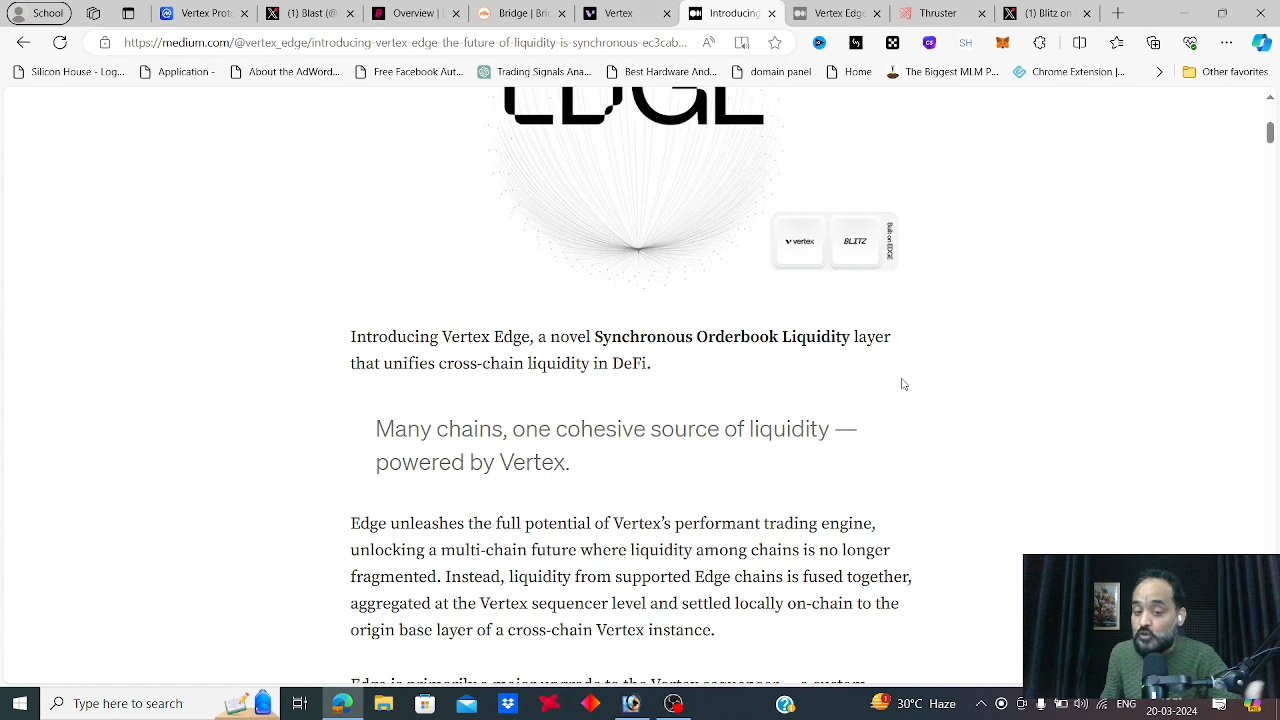 Vertex Prot
(1) Blast
Overview | E
Bridge | Bric
Vertex
Introducing
Vertex Edge
Thruster
(1) Blitz on
https://medium.com/@vertex_edge/introducing-vertex-edge-the-future-of-liquidity-is-synchronous-ec3cab...
Silicon House - Log...
Application -
About the AdWor...
Free Facebook Aut...
Trading Signals Ana...
Best Hardware And...
domain panel
Home
The Biggest MLM P...
Chrome Extension |...
Other favorites
EDGE
vertex
BLITZ
Built on EDGE
Introducing Vertex Edge, a novel Synchronous Orderbook Liquidity layer
that unifies cross-chain liquidity in DeFi.
Many chains, one cohesive source of liquidity —
powered by Vertex.
Edge unleashes the full potential of Vertex’s performant trading engine,
unlocking a multi-chain future where liquidity among chains is no longer
fragmented. Instead, liquidity from supported Edge chains is fused together,
aggregated at the Vertex sequencer level and settled locally on-chain to the
origin base layer of a cross-chain Vertex instance.
Type here to search
30°C Haze
ENG
20-03-2024